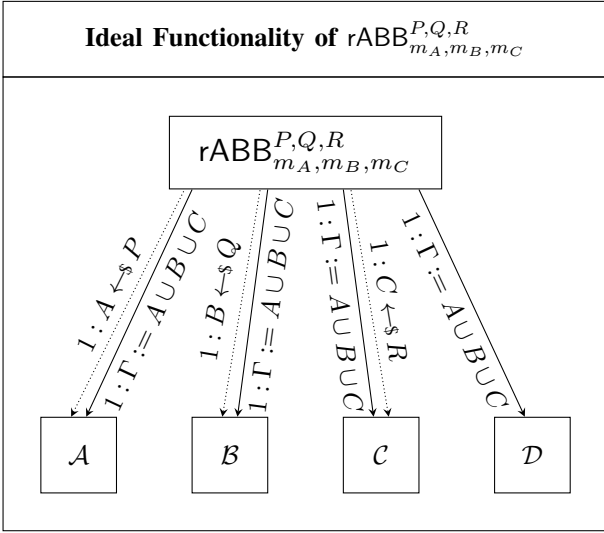 Ideal Functionality of rABB^{P,Q,R}_{m_A,m_B,m_C}
rABB^{P,Q,R}_{m_A,m_B,m_C}
1 : A ←$ P
1 : Γ := A ∪ B ∪ C
1 : B ←$ Q
1 : Γ := A ∪ B ∪ C
1 : Γ := A ∪ B ∪ C
1 : C ←$ R
1 : Γ := A ∪ B ∪ C
𝒜
ℬ
𝒞
𝒟